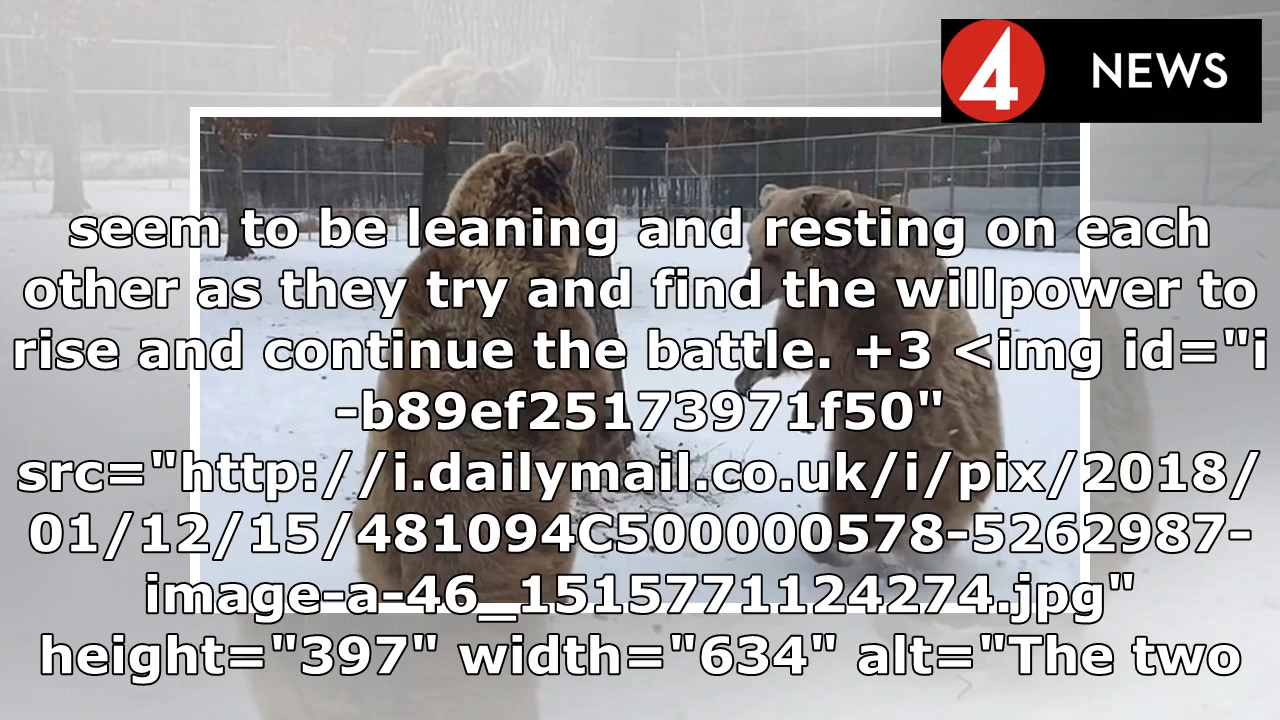 4 NEWS
seem to be leaning and resting on each
other as they try and find the willpower to
rise and continue the battle. +3 <img id="i
-b89ef25173971f50"
src="http://i.dailymail.co.uk/i/pix/2018/
01/12/15/481094C500000578-5262987-
image-a-46_1515771124274.jpg"
height="397" width="634" alt="The two